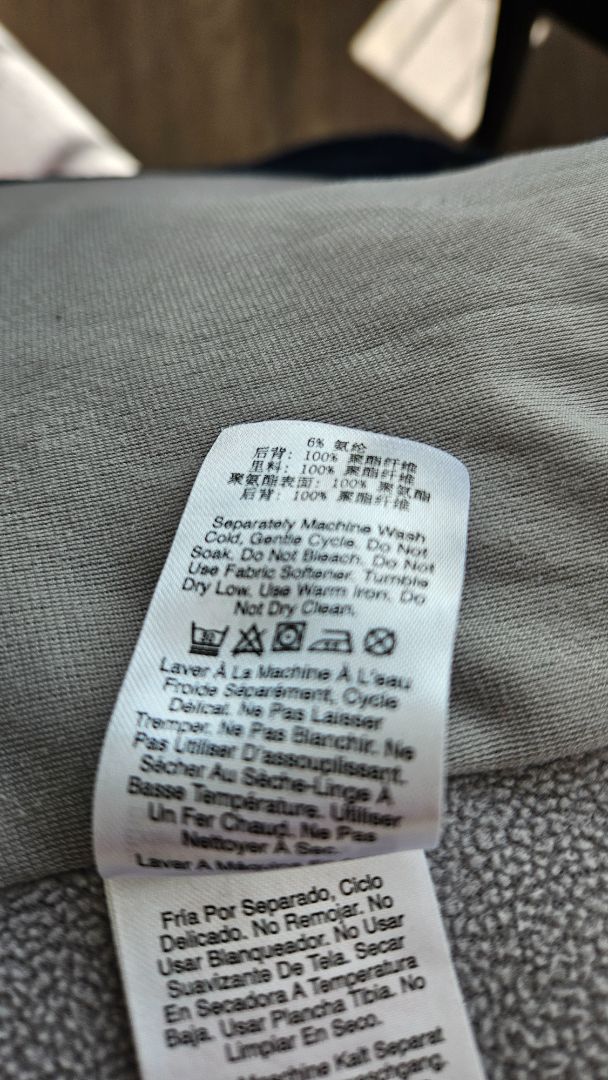 6% 氨纶
后背: 100% 聚酯纤维
里料: 100% 聚酯纤维
聚氨酯表面: 100% 聚氨酯
后背: 100% 聚酯纤维
Separately Machine Wash
Cold, Gentle Cycle. Do Not
Soak. Do Not Bleach. Do Not
Use Fabric Softener. Tumble
Dry Low. Use Warm Iron. Do
Not Dry Clean.
Laver À La Machine À L'eau
Froide Séparément, Cycle
Délicat. Ne Pas Laisser
Tremper. Ne Pas Blanchir. Ne
Pas Utiliser D'assouplissant.
Sécher Au Sèche-Linge À
Basse Température. Utiliser
Un Fer Chaud. Ne Pas
Nettoyer À Sec.
Lavar A
Fría Por Separado, Ciclo
Delicado. No Remojar. No
Usar Blanqueador. No Usar
Suavizante De Tela. Secar
En Secadora A Temperatura
Baja. Usar Plancha Tibia. No
Limpiar En Seco.
Maschine Kalt Separat